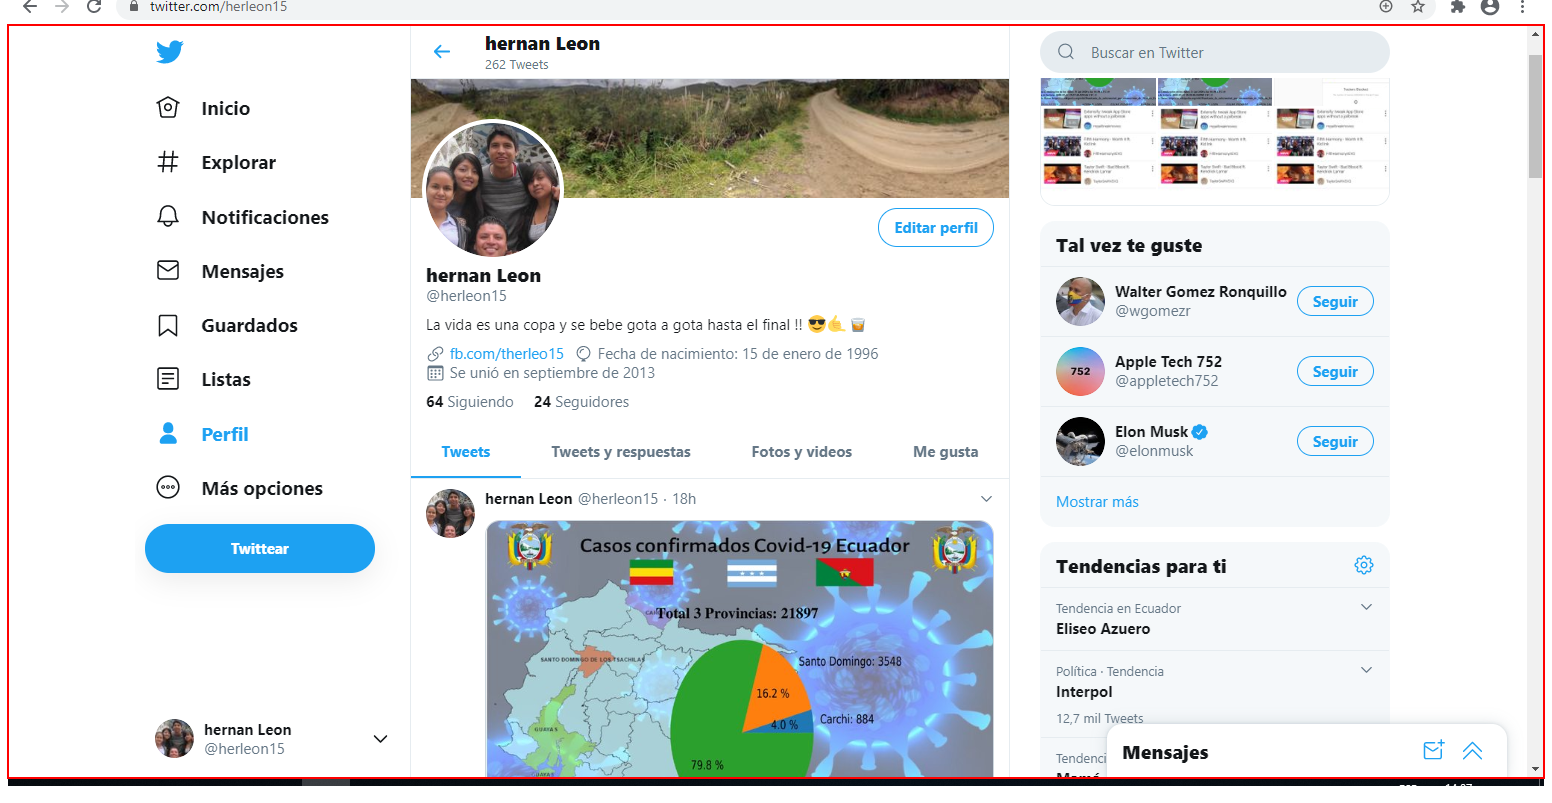 twitter.com/herleon15
Inicio
Explorar
Notificaciones
Mensajes
Guardados
Listas
Perfil
Más opciones
Twittear
hernan Leon
@herleon15
hernan Leon
262 Tweets
Editar perfil
hernan Leon
@herleon15
La vida es una copa y se bebe gota a gota hasta el final !! 😎🤙🥃
fb.com/therleo15 Fecha de nacimiento: 15 de enero de 1996
Se unió en septiembre de 2013
64 Siguiendo 24 Seguidores
Tweets Tweets y respuestas Fotos y videos Me gusta
hernan Leon @herleon15 · 18h
Casos confirmados Covid-19 Ecuador
Total 3 Provincias: 21897
SANTO DOMINGO DE LOS TSACHILAS
Santo Domingo: 3548
16.2 %
4.0 %
Carchi: 884
GUAYAS
79.8 %
GUAYAS
Buscar en Twitter
Tal vez te guste
Walter Gomez Ronquillo
@wgomezr
Seguir
752
Apple Tech 752
@appletech752
Seguir
Elon Musk
@elonmusk
Seguir
Mostrar más
Tendencias para ti
Tendencia en Ecuador
Eliseo Azuero
Política · Tendencia
Interpol
12,7 mil Tweets
Tendenci
Mensajes